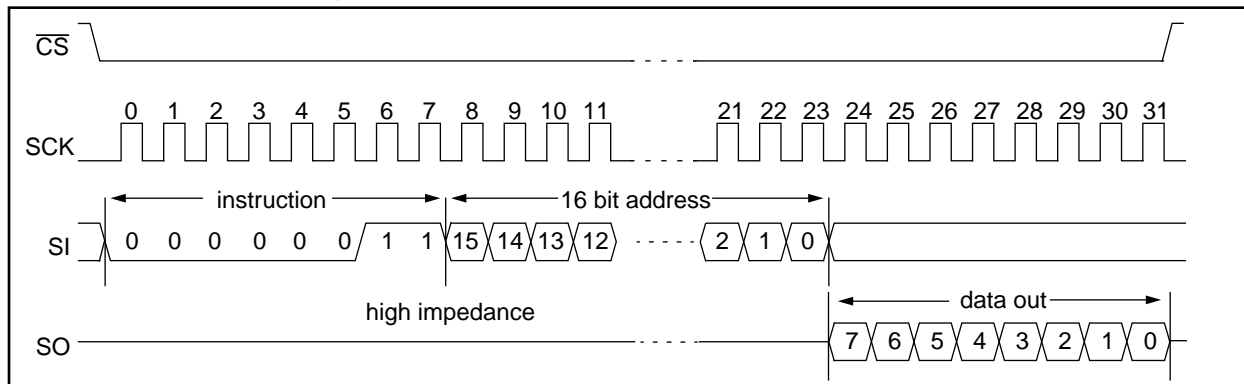 CS
0 1 2 3 4 5 6 7 8 9 10 11 21 22 23 24 25 26 27 28 29 30 31
SCK
instruction 16 bit address
SI 0 0 0 0 0 0 1 1 15 14 13 12 2 1 0
high impedance data out
SO 7 6 5 4 3 2 1 0